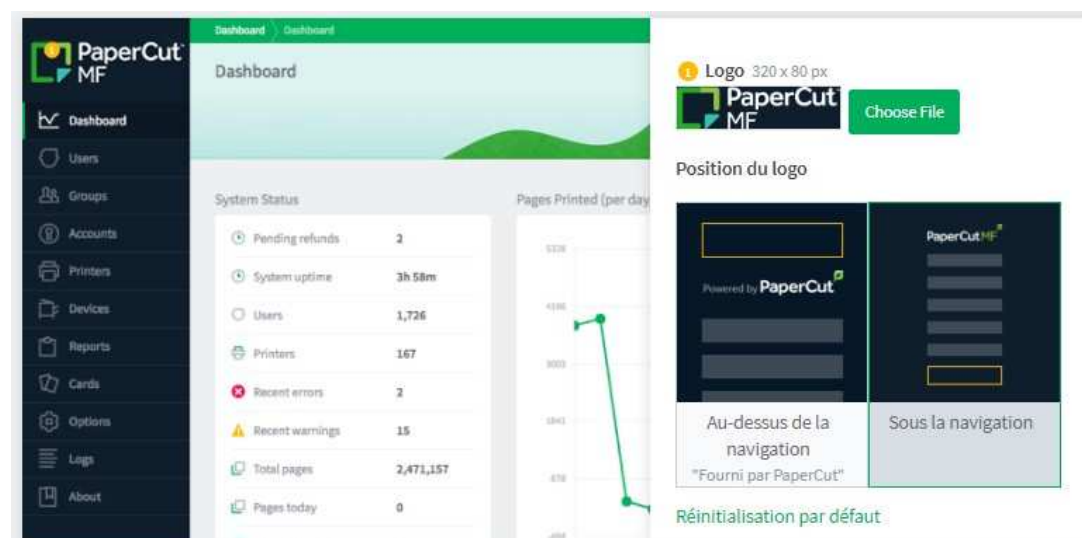 PaperCut
MF
Dashboard
Users
Groups
Accounts
Printers
Devices
Reports
Cards
Options
Logs
About
Dashboard Dashboard
Dashboard
System Status
Pending refunds 2
System uptime 3h 58m
Users 1,726
Printers 167
Recent errors 2
Recent warnings 15
Total pages 2,471,157
Pages today 0
Pages Printed (per day
1 Logo 320 x 80 px
PaperCut
MF
Choose File
Position du logo
Powered by PaperCut
Au-dessus de la
navigation
"Fourni par PaperCut"
PaperCut MF
Sous la navigation
Réinitialisation par défaut